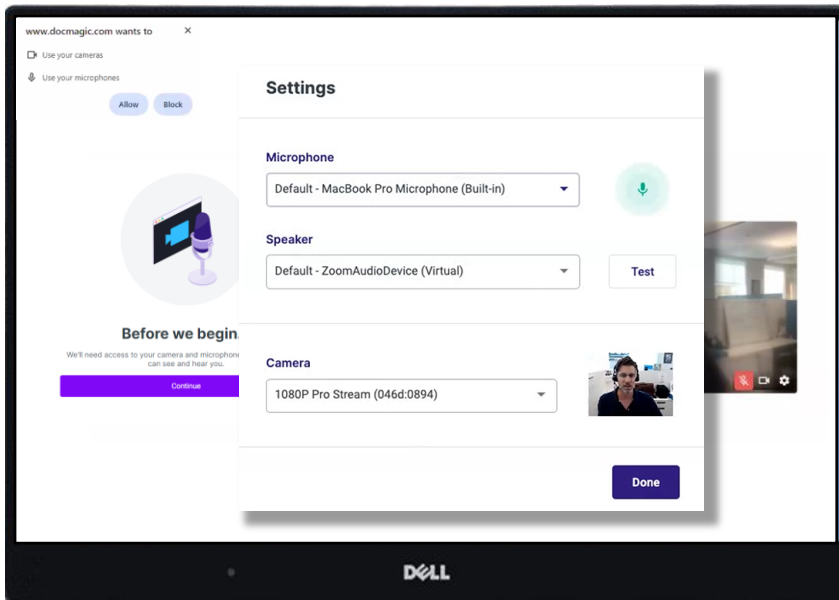 www.docmagic.com wants to
Use your cameras
Use your microphones
Allow Block
Before we begin.
We'll need access to your camera and microphone
can see and hear you.
Continue
Settings
Microphone
Default - MacBook Pro Microphone (Built-in)
Speaker
Default - ZoomAudioDevice (Virtual)
Test
Camera
1080P Pro Stream (046d:0894)
Done
DELL